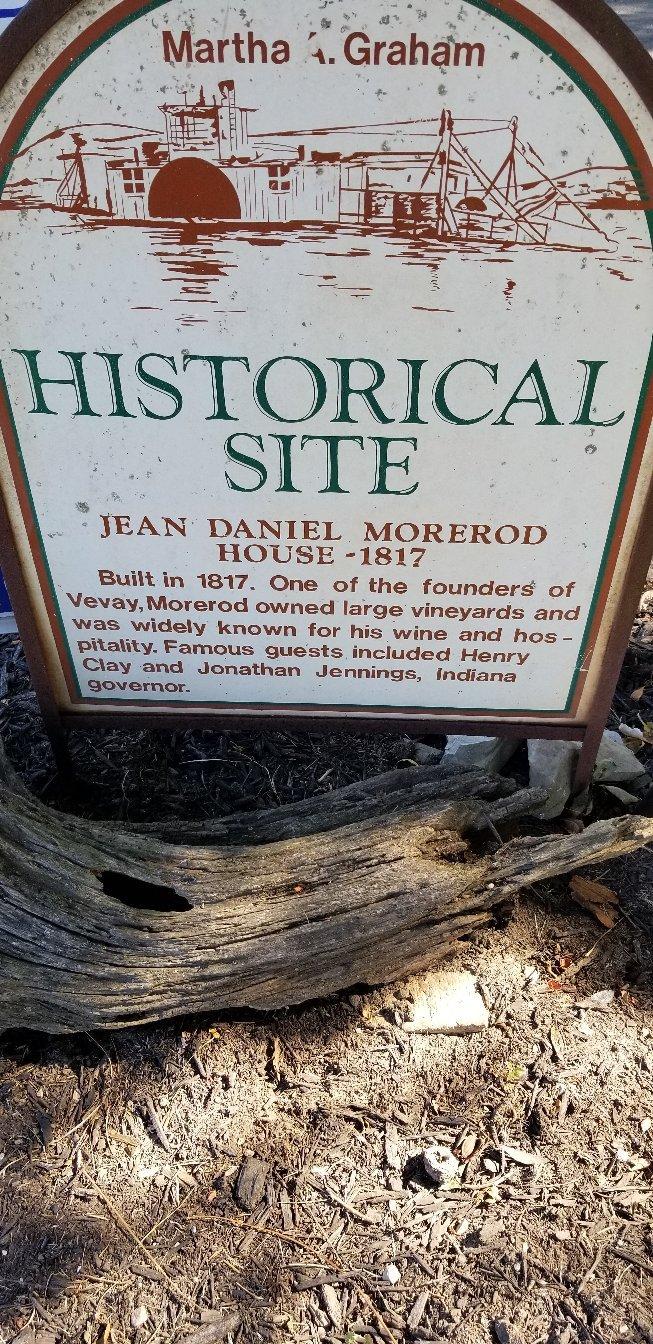 Martha A. Graham
HISTORICAL
SITE
JEAN DANIEL MOREROD
HOUSE -1817
Built in 1817. One of the founders of
Vevay, Morerod owned large vineyards and
was widely known for his wine and hos-
pitality. Famous guests included Henry
Clay and Jonathan Jennings, Indiana
governor.